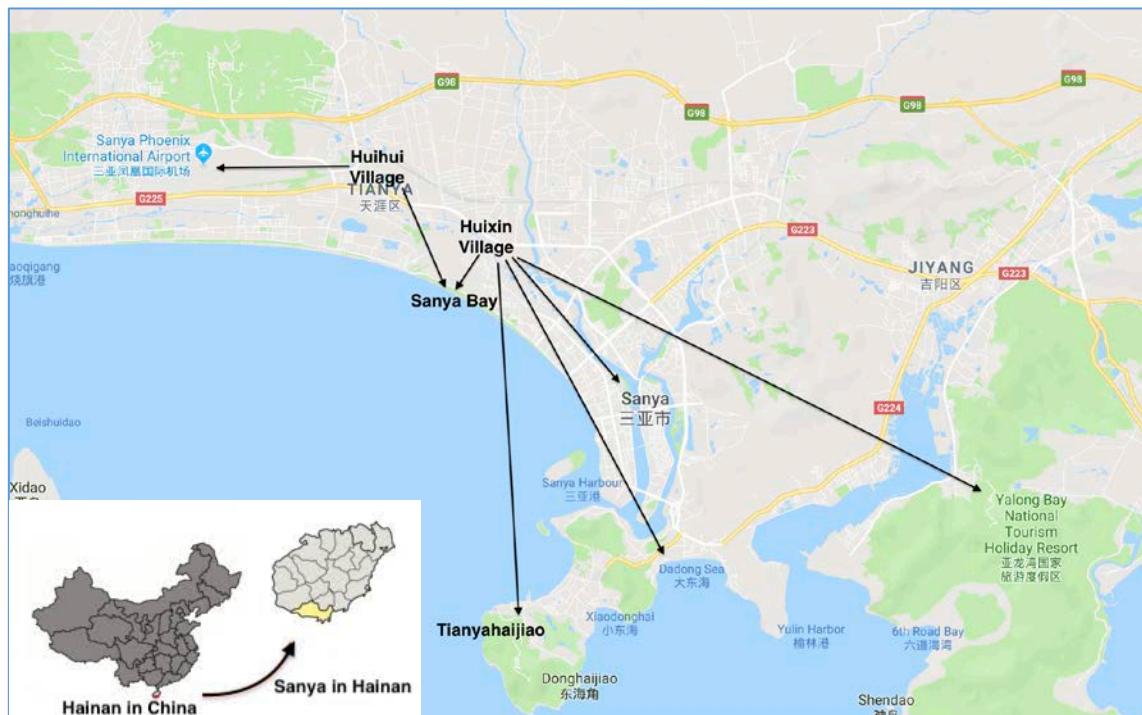 G98
G98
G98
G98
Sanya Phoenix
International Airport
三亚凤凰国际机场
Huihui
Village
TIANYA
天涯区
G225
Huixin
Village
G223
JIYANG
吉阳区
G223
Sanya Bay
Sanya
三亚市
G224
Beishuidao
Xidao
Sanya Harbour
三亚港
Yalong Bay
National
Tourism
Holiday Resort
亚龙湾国家
旅游度假区
Dadong Sea
大东海
Tianyahaijiao
Xiaodonghai
小东海
Yulin Harbor
榆林港
6th Road Bay
六道湾湾
Donghaijiao
东海角
Shendao
Hainan in China
Sanya in Hainan